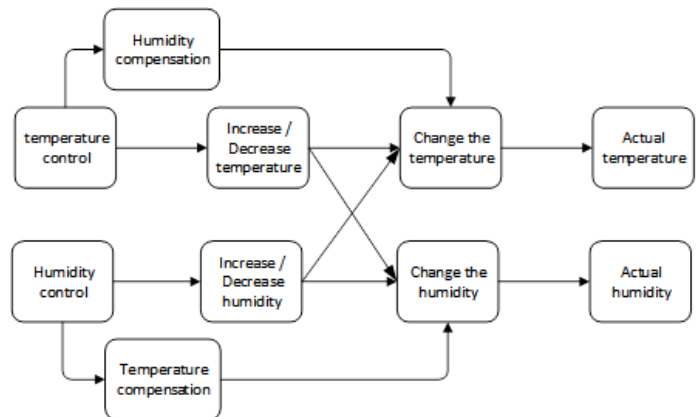 Humidity
compensation
temperature
control
Increase /
Decrease
temperature
Change the
temperature
Actual
temperature
Humidity
control
Increase /
Decrease
humidity
Change the
humidity
Actual
humidity
Temperature
compensation